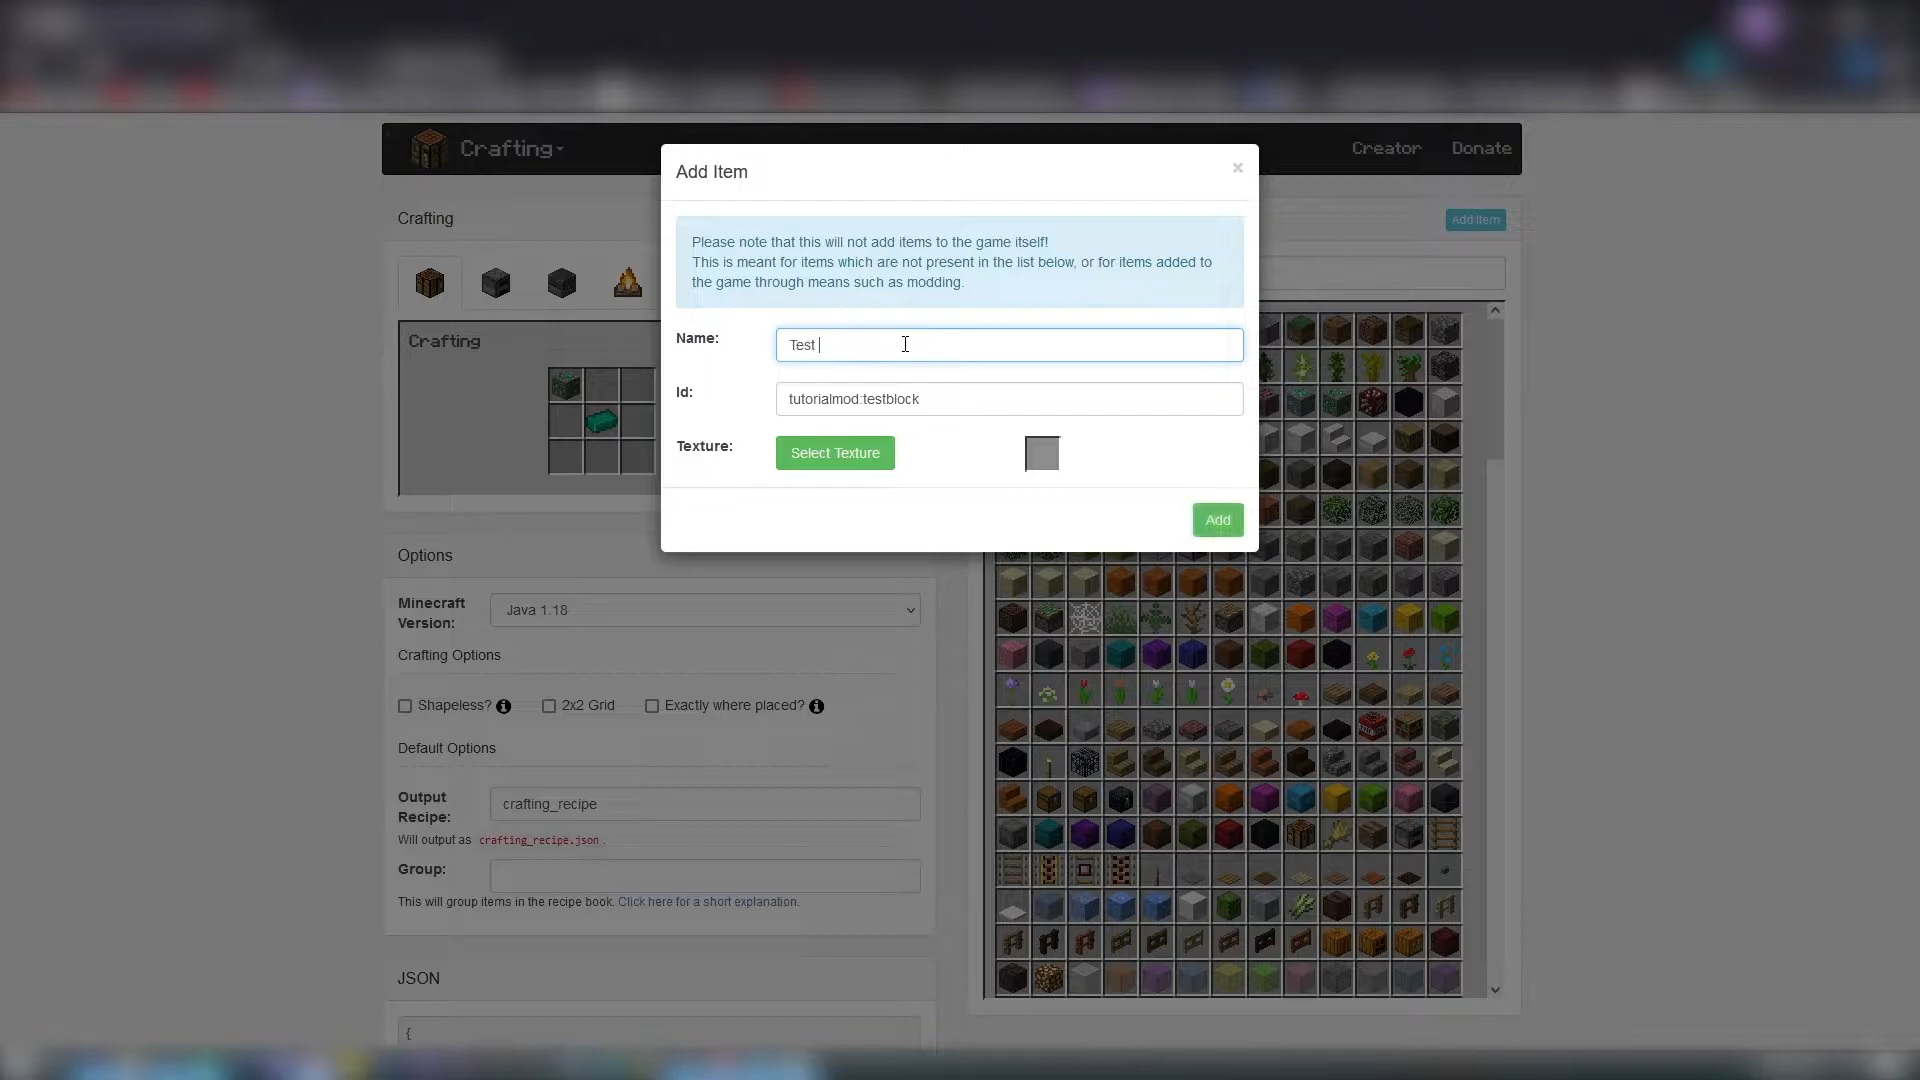 Crafting
Creator
Donate
Add Item
×
Crafting
Add Item
Please note that this will not add items to the game itself!
This is meant for items which are not present in the list below, or for items added to
the game through means such as modding.
Name:
Test
Crafting
Id:
tutorialmod:testblock
Texture:
Select Texture
Add
Options
Minecraft
Version:
Java 1.18
Crafting Options
Shapeless?
2x2 Grid
Exactly where placed?
Default Options
Output
Recipe:
crafting_recipe
Will output as crafting_recipe.json.
Group:
This will group items in the recipe book. Click here for a short explanation.
JSON
{